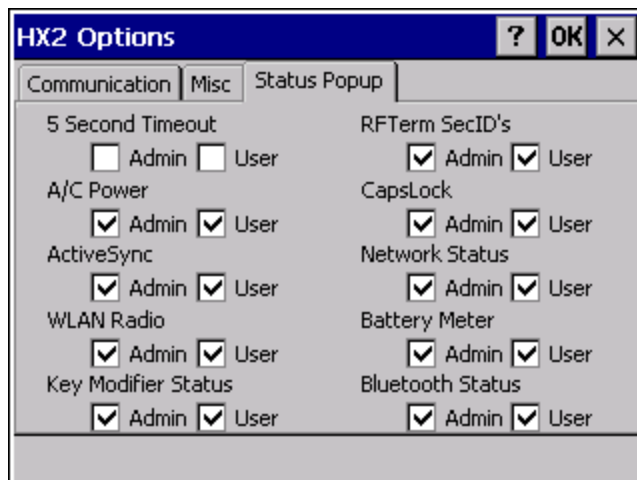 HX2 Options ? OK ×
Communication Misc Status Popup
5 Second Timeout RFTerm SecID's
Admin User Admin User
A/C Power CapsLock
Admin User Admin User
ActiveSync Network Status
Admin User Admin User
WLAN Radio Battery Meter
Admin User Admin User
Key Modifier Status Bluetooth Status
Admin User Admin User